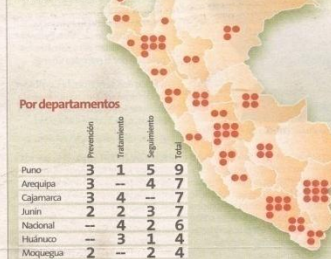 Por departamentos
Prevención Tratamiento Seguimiento Total
Puno 3 1 5 9
Arequipa 3 -- 4 7
Cajamarca 3 4 -- 7
Junín 2 2 3 7
Nacional -- 4 2 6
Huánuco -- 3 1 4
Moquegua 2 -- 2 4